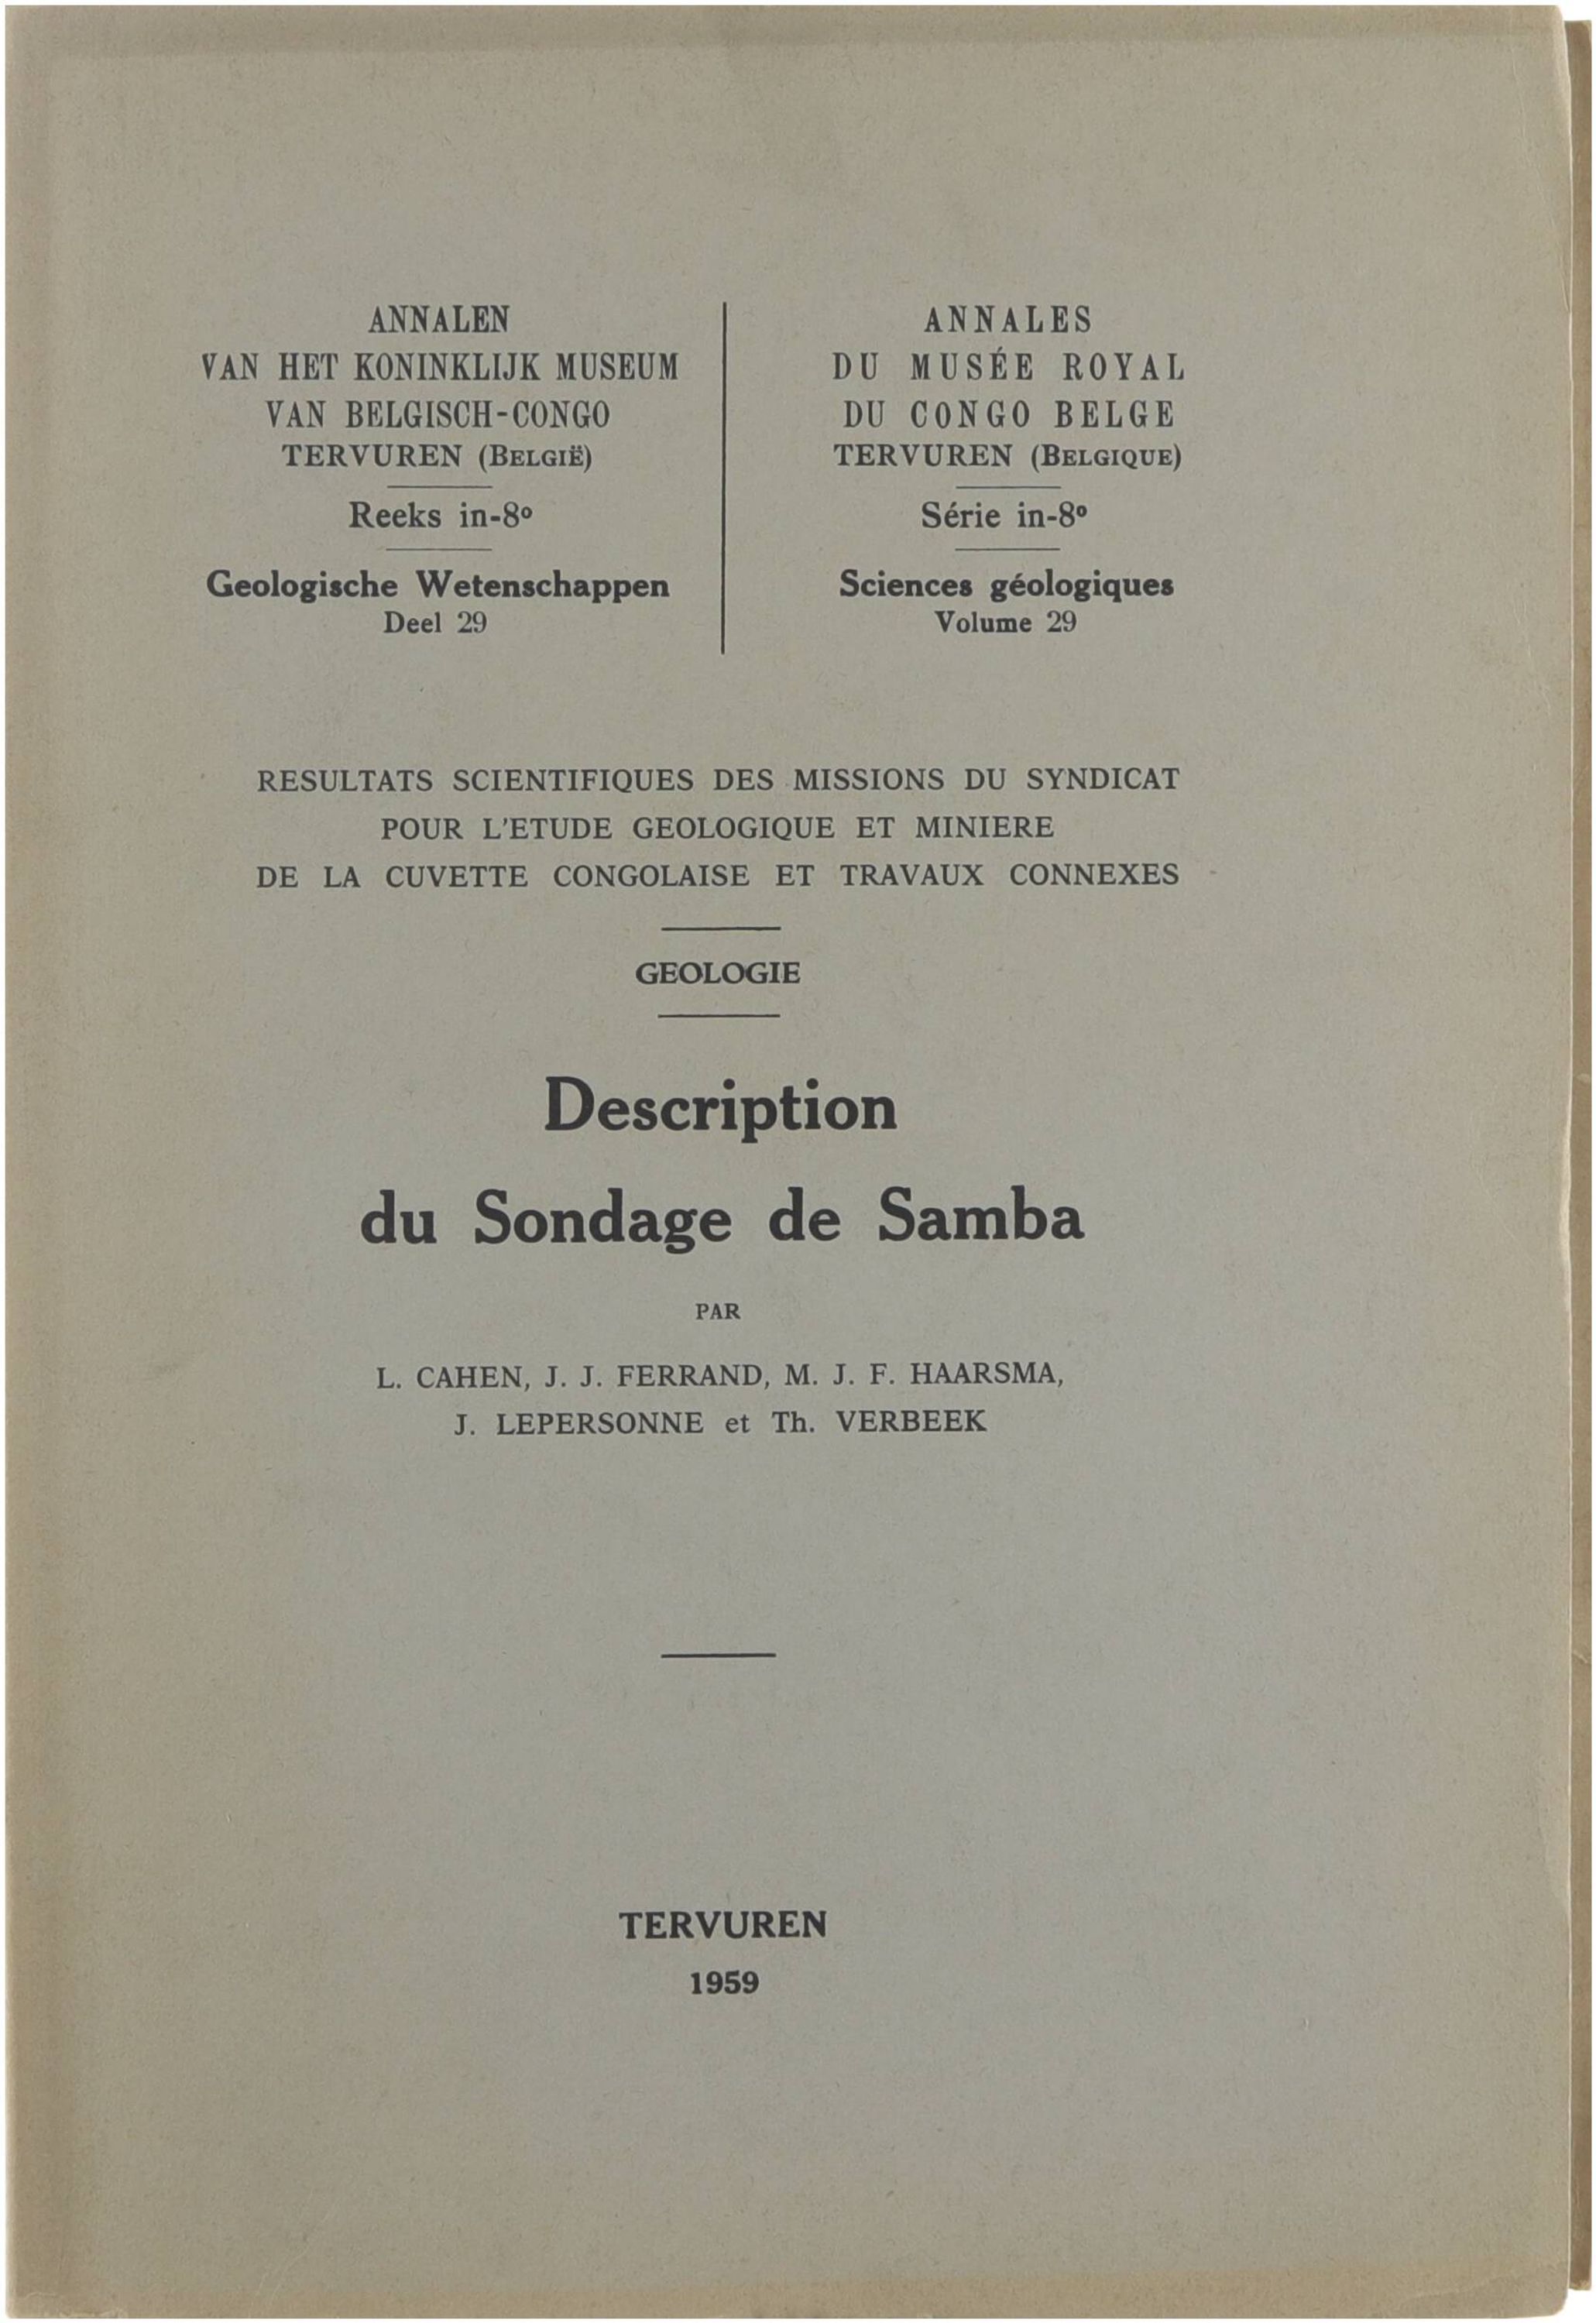 ANNALEN
VAN HET KONINKLIJK MUSEUM
VAN BELGISCH-CONGO
TERVUREN (BELGIË)
Reeks in-8º
Geologische Wetenschappen
Deel 29
ANNALES
DU MUSÉE ROYAL
DU CONGO BELGE
TERVUREN (BELGIQUE)
Série in-8º
Sciences géologiques
Volume 29
RESULTATS SCIENTIFIQUES DES MISSIONS DU SYNDICAT
POUR L'ETUDE GEOLOGIQUE ET MINIERE
DE LA CUVETTE CONGOLAISE ET TRAVAUX CONNEXES
GEOLOGIE
Description
du Sondage de Samba
PAR
L. CAHEN, J. J. FERRAND, M. J. F. HAARSMA,
J. LEPERSONNE et Th. VERBEEK
TERVUREN
1959